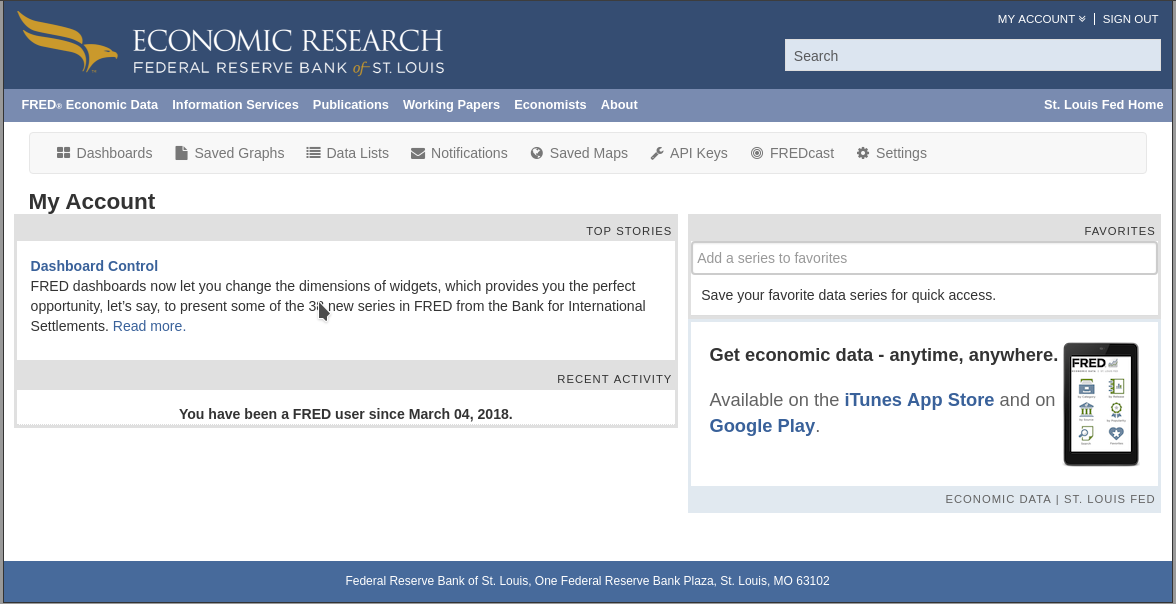 MY ACCOUNT SIGN OUT
ECONOMIC RESEARCH
FEDERAL RESERVE BANK of ST. LOUIS
Search
FRED® Economic Data Information Services Publications Working Papers Economists About St. Louis Fed Home
Dashboards Saved Graphs Data Lists Notifications Saved Maps API Keys FREDcast Settings
My Account
TOP STORIES
Dashboard Control
FRED dashboards now let you change the dimensions of widgets, which provides you the perfect
opportunity, let's say, to present some of the new series in FRED from the Bank for International
Settlements. Read more.
RECENT ACTIVITY
You have been a FRED user since March 04, 2018.
FAVORITES
Add a series to favorites
Save your favorite data series for quick access.
Get economic data - anytime, anywhere.
Available on the iTunes App Store and on
Google Play.
FRED
ECONOMIC DATA | ST. LOUIS FED
Federal Reserve Bank of St. Louis, One Federal Reserve Bank Plaza, St. Louis, MO 63102